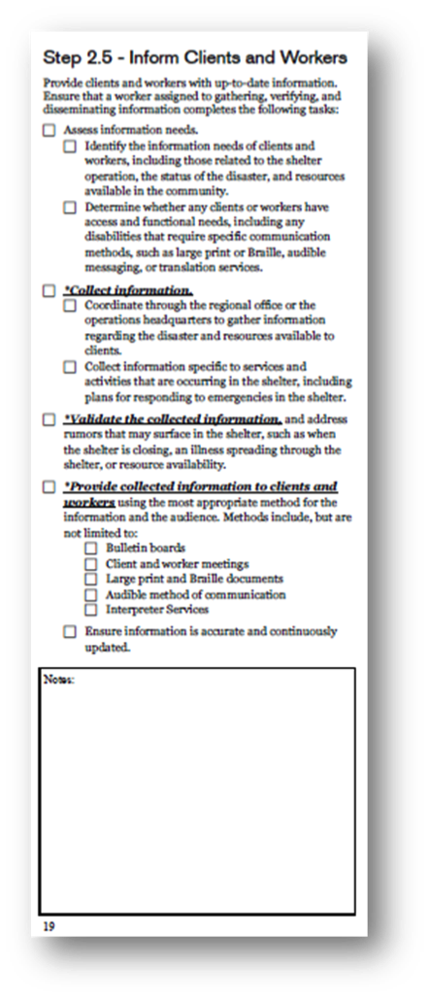 Step 2.5 - Inform Clients and Workers
Provide clients and workers with up-to-date information.
Ensure that a worker assigned to gathering, verifying, and
disseminating information completes the following tasks:
Assess information needs.
Identify the information needs of clients and
workers, including those related to the shelter
operation, the status of the disaster, and resources
available in the community.
Determine whether any clients or workers have
access and functional needs, including any
disabilities that require specific communication
methods, such as large print or Braille, audible
messaging, or translation services.
*Collect information.
Coordinate through the regional office or the
operations headquarters to gather information
regarding the disaster and resources available to
clients.
Collect information specific to services and
activities that are occurring in the shelter, including
plans for responding to emergencies in the shelter.
*Validate the collected information, and address
rumors that may surface in the shelter, such as when
the shelter is closing, an illness spreading through the
shelter, or resource availability.
*Provide collected information to clients and
workers using the most appropriate method for the
information and the audience. Methods include, but are
not limited to:
Bulletin boards
Client and worker meetings
Large print and Braille documents
Audible method of communication
Interpreter Services
Ensure information is accurate and continuously
updated.
Notes:
19